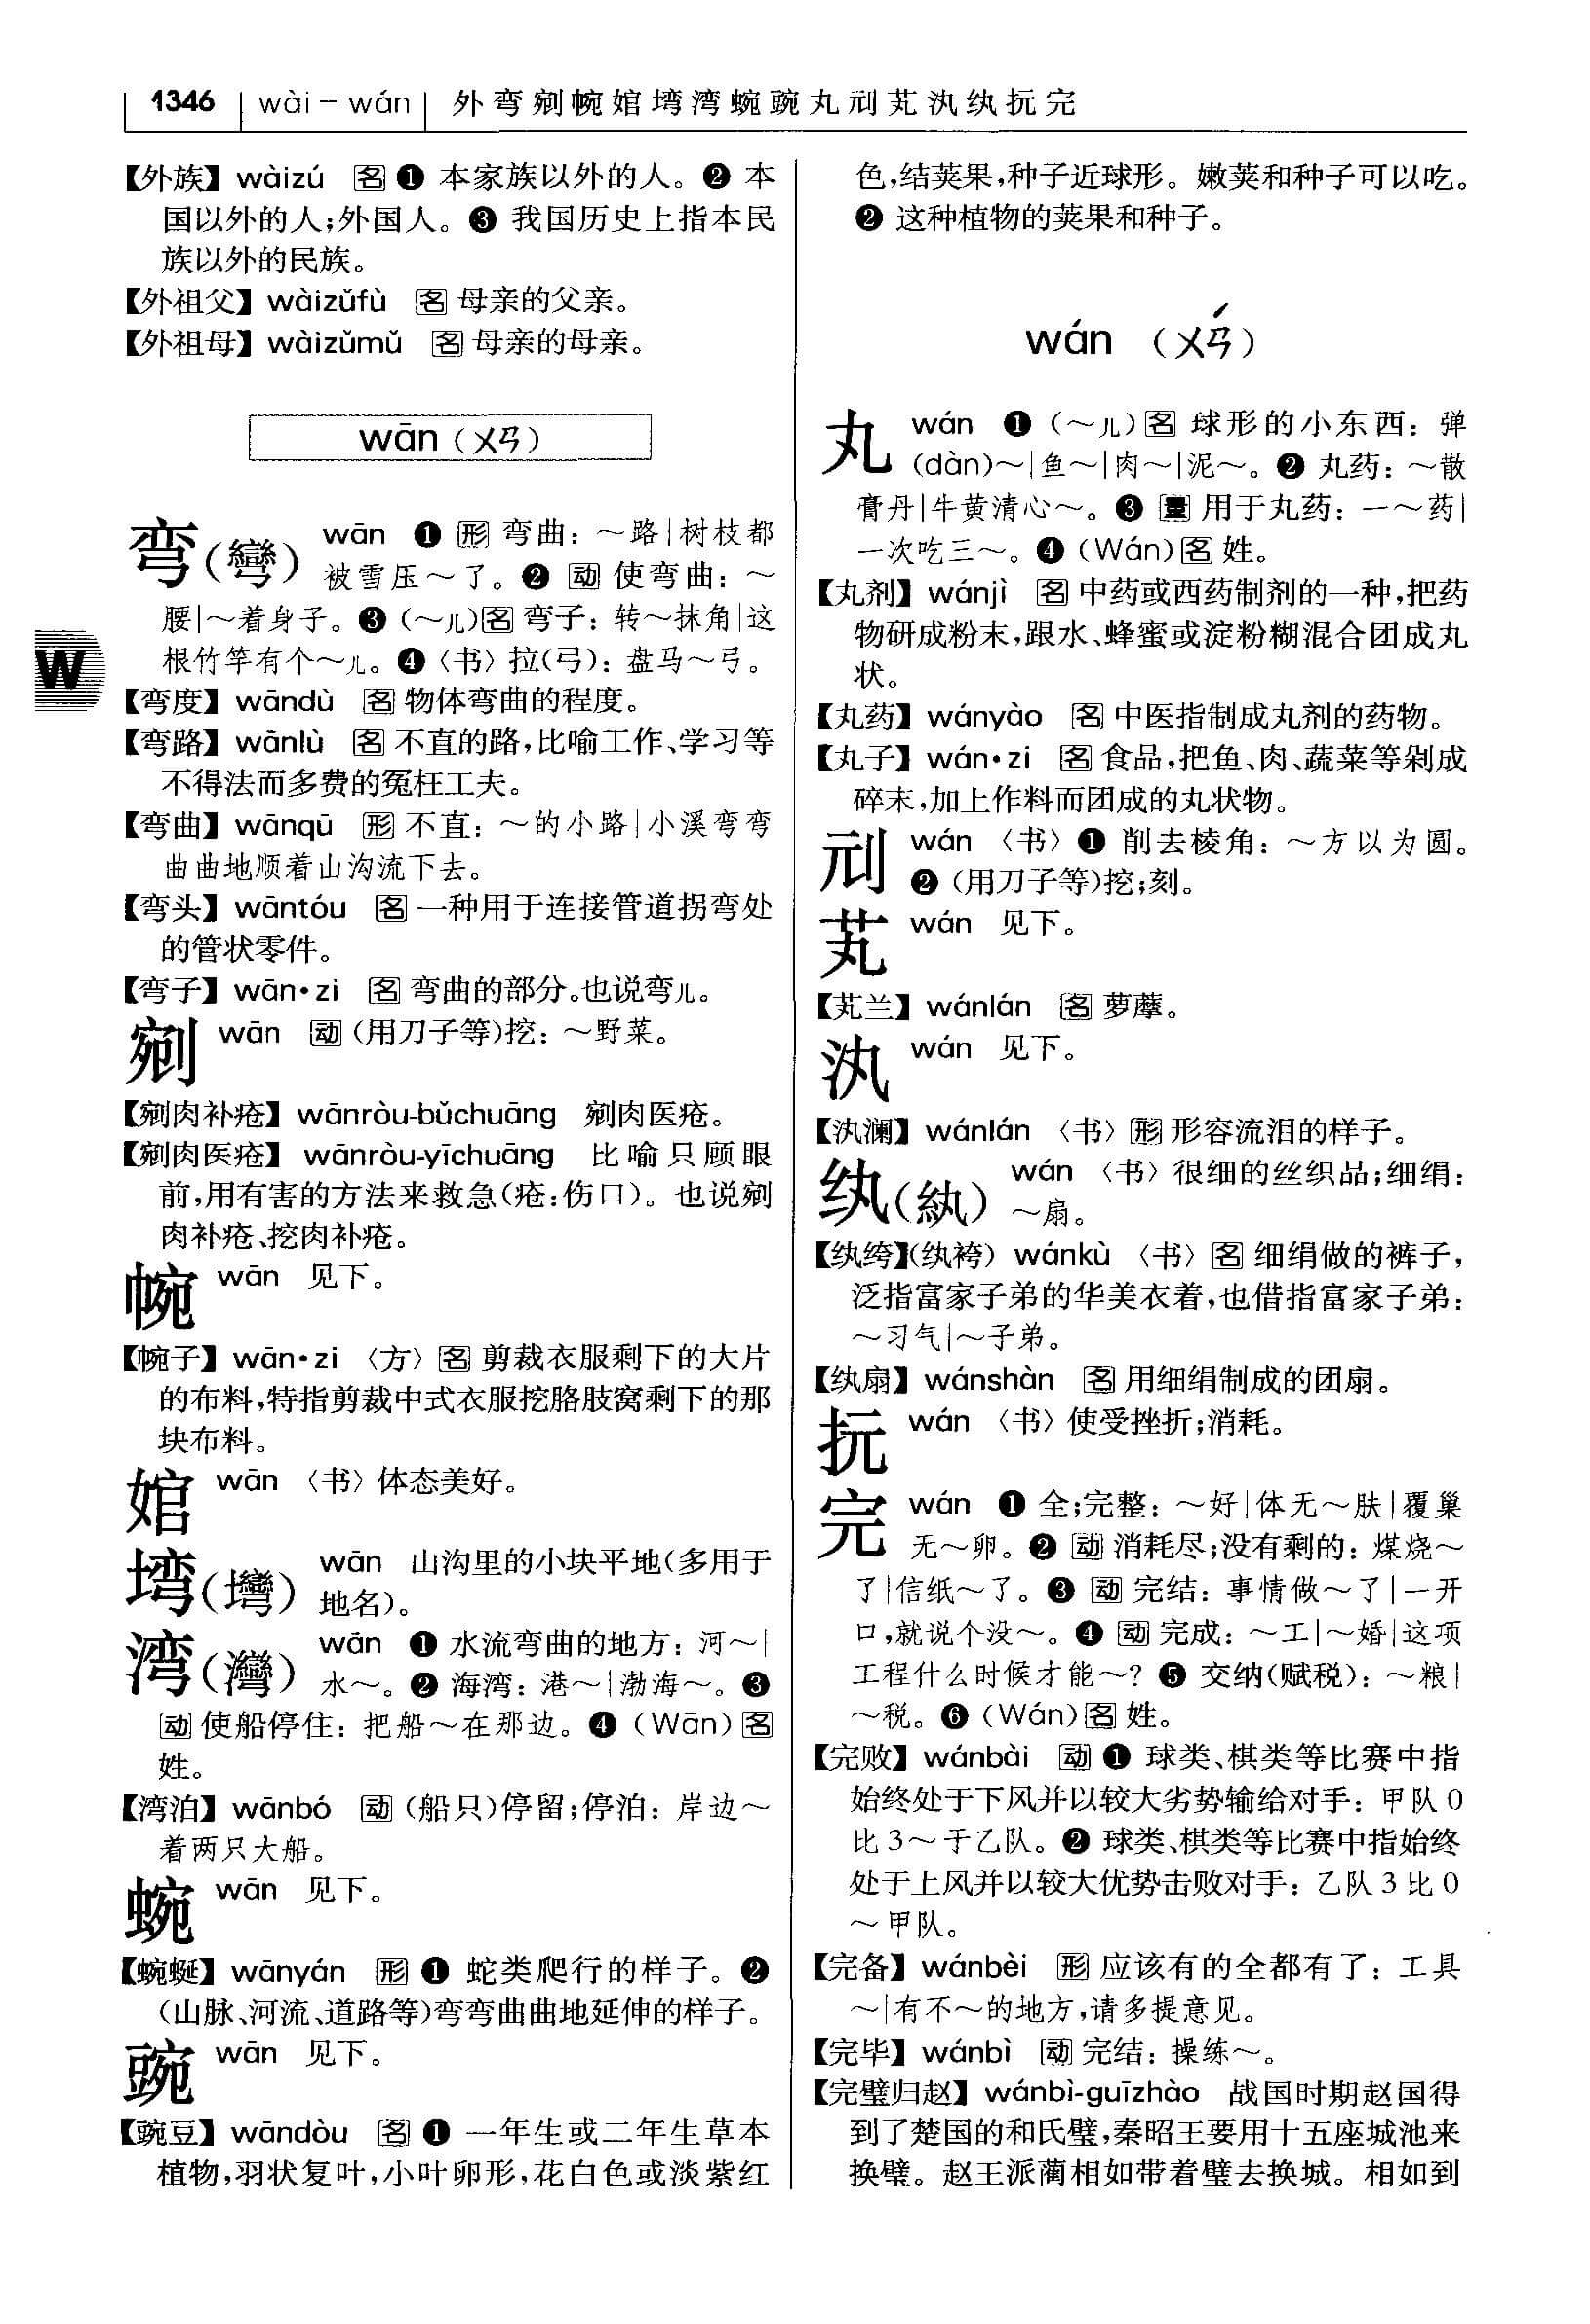 1346 wài – wán 外弯剜帵婠塆湾蜿豌丸刓芄汍纨抏完
【外族】 wàizú 名 ❶ 本家族以外的人。❷ 本
国以外的人;外国人。❸ 我国历史上指本民
族以外的民族。
【外祖父】 wàizǔfù 名 母亲的父亲。
【外祖母】 wàizǔmǔ 名 母亲的母亲。
wān (ㄨㄢ)
弯(彎) wān ❶ 形 弯曲: ～路|树枝都
被雪压～了。❷ 动 使弯曲: ～
腰|～着身子。❸ (～儿)名 弯子: 转～抹角|这
根竹竿有个～儿。❹〈书〉拉(弓): 盘马～弓。
【弯度】 wāndù 名 物体弯曲的程度。
【弯路】 wānlù 名 不直的路,比喻工作、学习等
不得法而多费的冤枉工夫。
【弯曲】 wānqū 形 不直: ～的小路|小溪弯弯
曲曲地顺着山沟流下去。
【弯头】 wāntóu 名 一种用于连接管道拐弯处
的管状零件。
【弯子】 wān·zi 名 弯曲的部分。也说弯儿。
剜 wān 动 (用刀子等)挖: ～野菜。
【剜肉补疮】 wānròu-bǔchuāng 剜肉医疮。
【剜肉医疮】 wānròu-yīchuāng 比喻只顾眼
前,用有害的方法来救急(疮:伤口)。也说剜
肉补疮、挖肉补疮。
帵 wān 见下。
【帵子】 wān·zi 〈方〉名 剪裁衣服剩下的大片
的布料,特指剪裁中式衣服挖胳肢窝剩下的那
块布料。
婠 wān 〈书〉体态美好。
塆(壪) wān 山沟里的小块平地(多用于
地名)。
湾(灣) wān ❶ 水流弯曲的地方: 河～|
水～。❷ 海湾: 港～|渤海～。❸
动 使船停住: 把船～在那边。❹ (Wān)名
姓。
【湾泊】 wānbó 动 (船只)停留;停泊: 岸边～
着两只大船。
蜿 wān 见下。
【蜿蜒】 wānyán 形 ❶ 蛇类爬行的样子。❷
(山脉、河流、道路等)弯弯曲曲地延伸的样子。
豌 wān 见下。
【豌豆】 wāndòu 名 ❶ 一年生或二年生草本
植物,羽状复叶,小叶卵形,花白色或淡紫红
色,结荚果,种子近球形。嫩荚和种子可以吃。
❷ 这种植物的荚果和种子。
wán (ㄨㄢˊ)
丸 wán ❶ (～儿)名 球形的小东西: 弹
(dàn)～|鱼～|肉～|泥～。❷ 丸药: ～散
膏丹|牛黄清心～。❸ 量 用于丸药: 一～药|
一次吃三～。❹ (Wán)名 姓。
【丸剂】 wánjì 名 中药或西药制剂的一种,把药
物研成粉末,跟水、蜂蜜或淀粉糊混合团成丸
状。
【丸药】 wányào 名 中医指制成丸剂的药物。
【丸子】 wán·zi 名 食品,把鱼、肉、蔬菜等剁成
碎末,加上作料而团成的丸状物。
刓 wán 〈书〉❶ 削去棱角: ～方以为圆。
❷ (用刀子等)挖;刻。
芄 wán 见下。
【芄兰】 wánlán 名 萝藦。
汍 wán 见下。
【汍澜】 wánlán 〈书〉形 形容流泪的样子。
纨(紈) wán 〈书〉很细的丝织品;细绢:
～扇。
【纨绔】(纨袴) wánkù 〈书〉名 细绢做的裤子,
泛指富家子弟的华美衣着,也借指富家子弟:
～习气|～子弟。
【纨扇】 wánshàn 名 用细绢制成的团扇。
抏 wán 〈书〉使受挫折;消耗。
完 wán ❶ 全;完整: ～好|体无～肤|覆巢
无～卵。❷ 动 消耗尽;没有剩的: 煤烧～
了|信纸～了。❸ 动 完结: 事情做～了|一开
口,就说个没～。❹ 动 完成: ～工|～婚|这项
工程什么时候才能～? ❺ 交纳(赋税): ～粮|
～税。❻ (Wán)名 姓。
【完败】 wánbài 动 ❶ 球类、棋类等比赛中指
始终处于下风并以较大劣势输给对手: 甲队 0
比 3～于乙队。❷ 球类、棋类等比赛中指始终
处于上风并以较大优势击败对手: 乙队 3 比 0
～甲队。
【完备】 wánbèi 形 应该有的全都有了: 工具
～|有不～的地方,请多提意见。
【完毕】 wánbì 动 完结: 操练～。
【完璧归赵】 wánbì-guīzhào 战国时期赵国得
到了楚国的和氏璧,秦昭王要用十五座城池来
换璧。赵王派蔺相如带着璧去换城。相如到
W